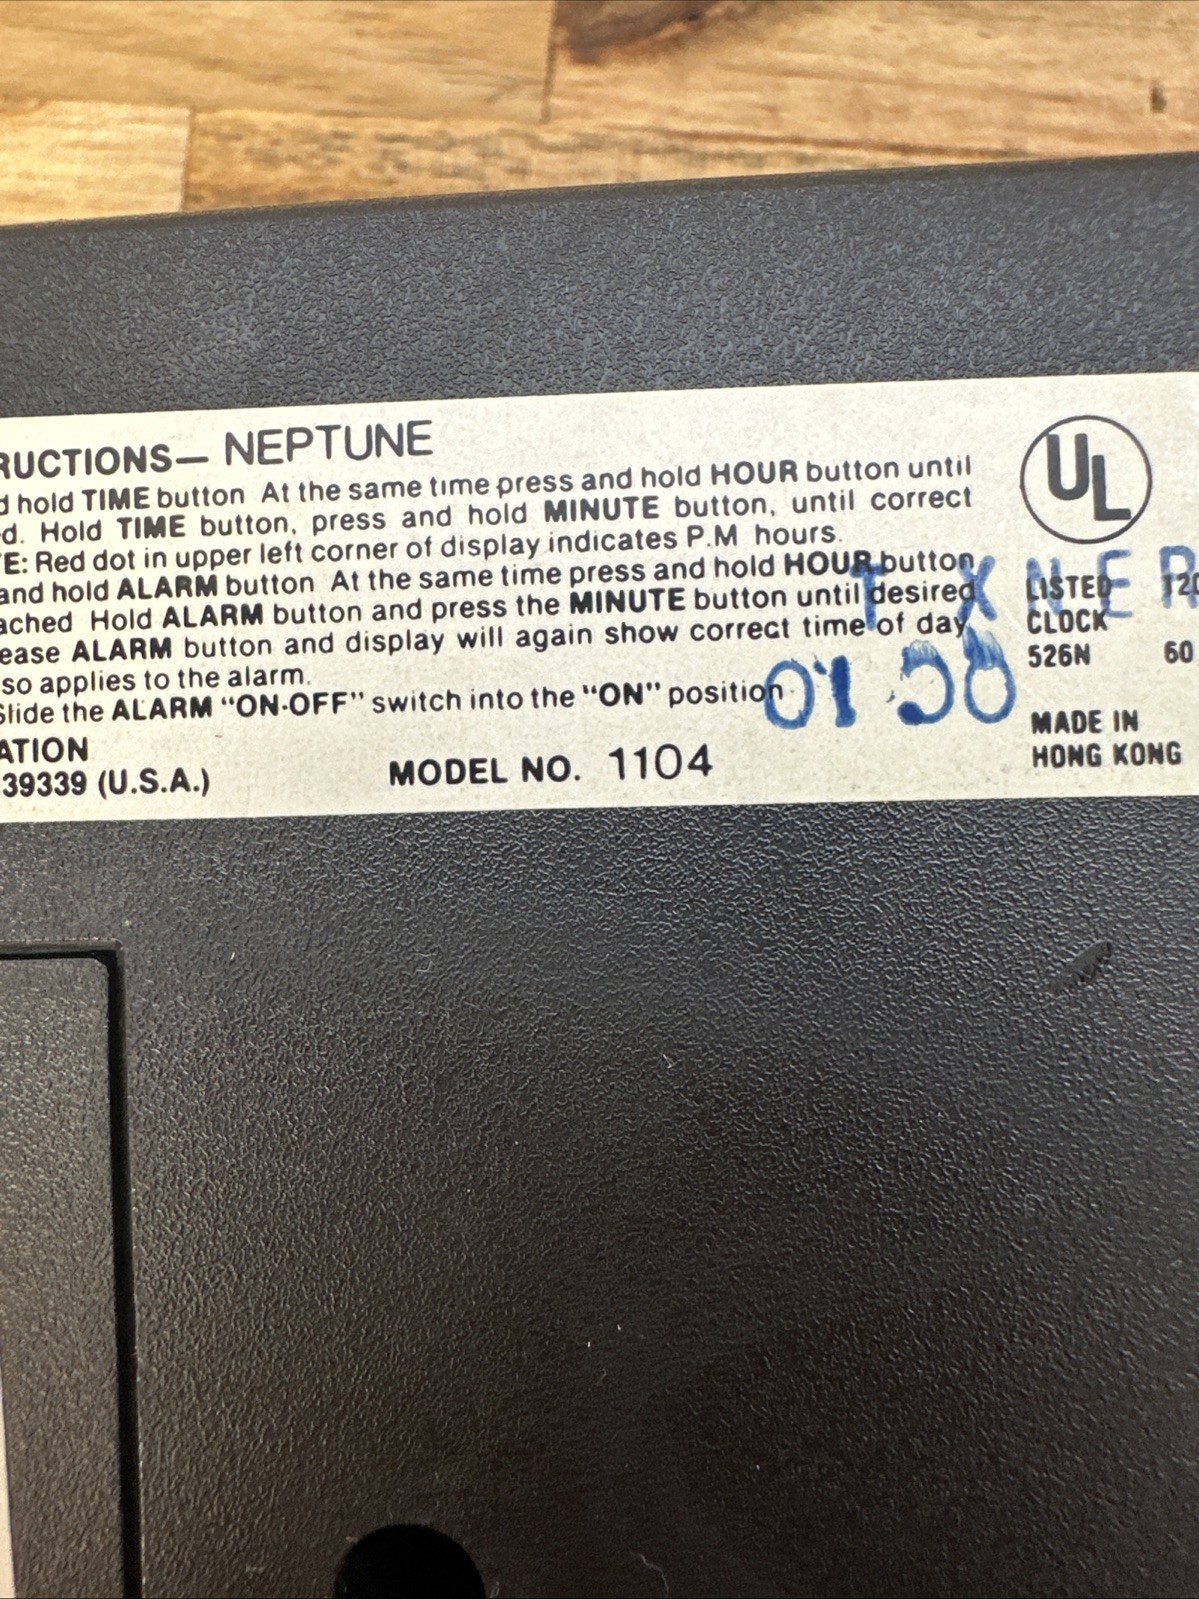 RUCTIONS— NEPTUNE
d hold TIME button At the same time press and hold HOUR button until
d. Hold TIME button, press and hold MINUTE button, until correct
E: Red dot in upper left corner of display indicates P.M hours.
and hold ALARM button At the same time press and hold HOUR button
ached Hold ALARM button and press the MINUTE button until desired
ease ALARM button and display will again show correct time of day
so applies to the alarm.
Slide the ALARM "ON-OFF" switch into the "ON" position
ATION
39339 (U.S.A.)
MODEL NO. 1104
UL
LISTED 120
CLOCK
526N 60
MADE IN
HONG KONG